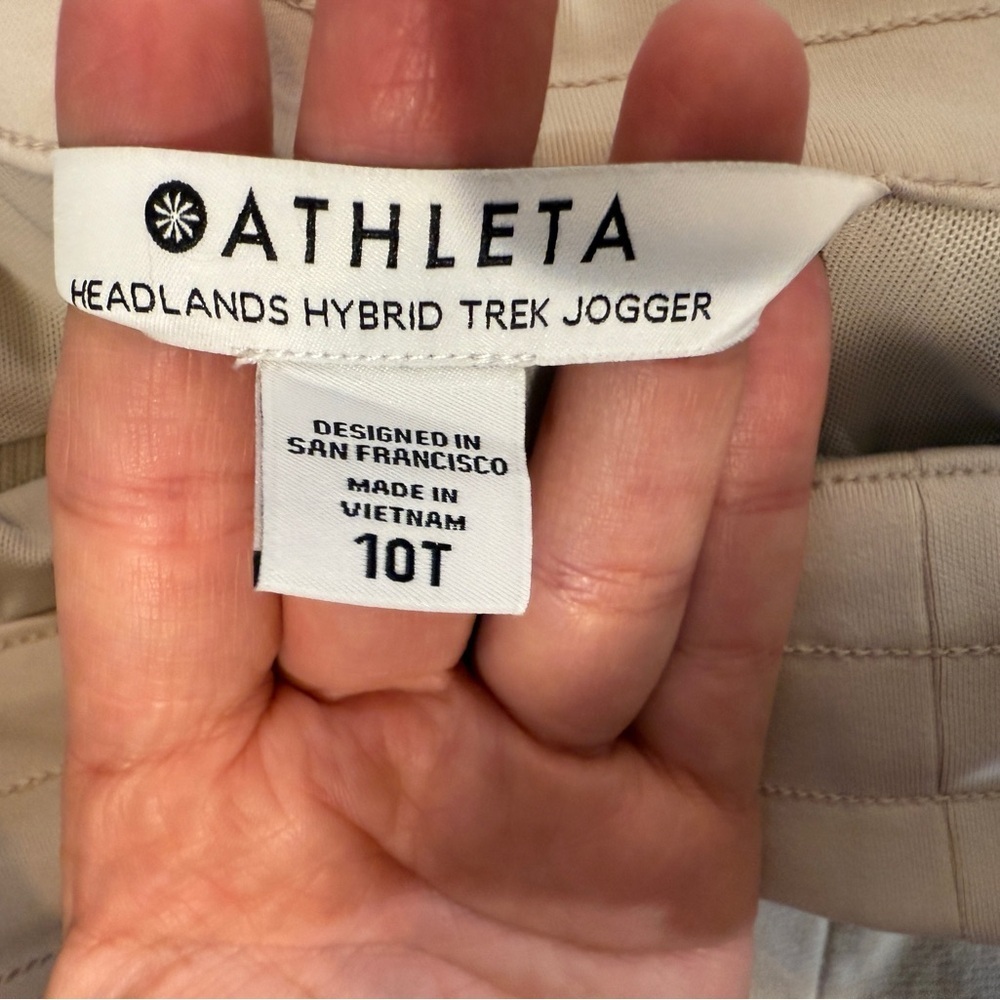 ATHLETA
HEADLANDS HYBRID TREK JOGGER
DESIGNED IN
SAN FRANCISCO
MADE IN
VIETNAM
10T